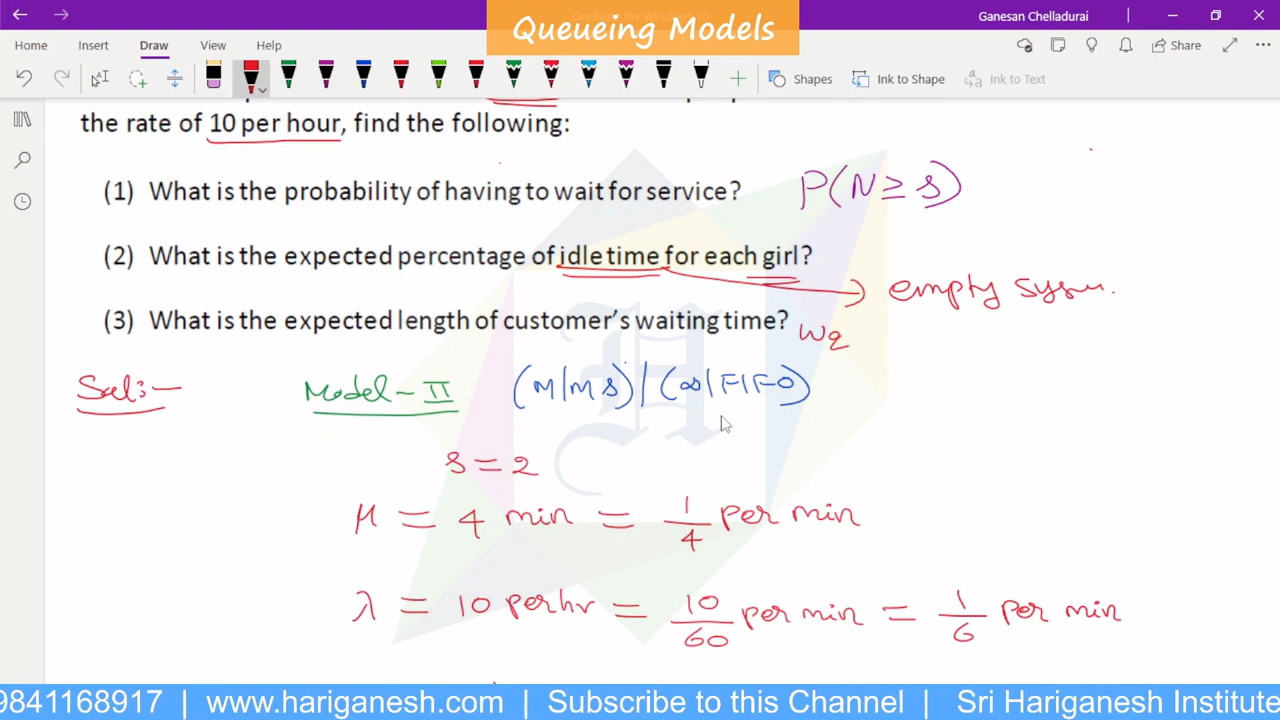 Queueing Models
Ganesan Chelladurai
Home Insert Draw View Help
Share
Shapes
Ink to Shape
Ink to Text
the rate of 10 per hour, find the following:
(1) What is the probability of having to wait for service? P(N ≥ s)
(2) What is the expected percentage of idle time for each girl?
→ empty system.
(3) What is the expected length of customer's waiting time? Wq
Sol:- Model - II (M/M/s)/(∞/FIFO)
s = 2
μ = 4 min = 1/4 per min
λ = 10 per hr = 10/60 per min = 1/6 per min
9841168917 | www.hariganesh.com | Subscribe to this Channel | Sri Hariganesh Institute